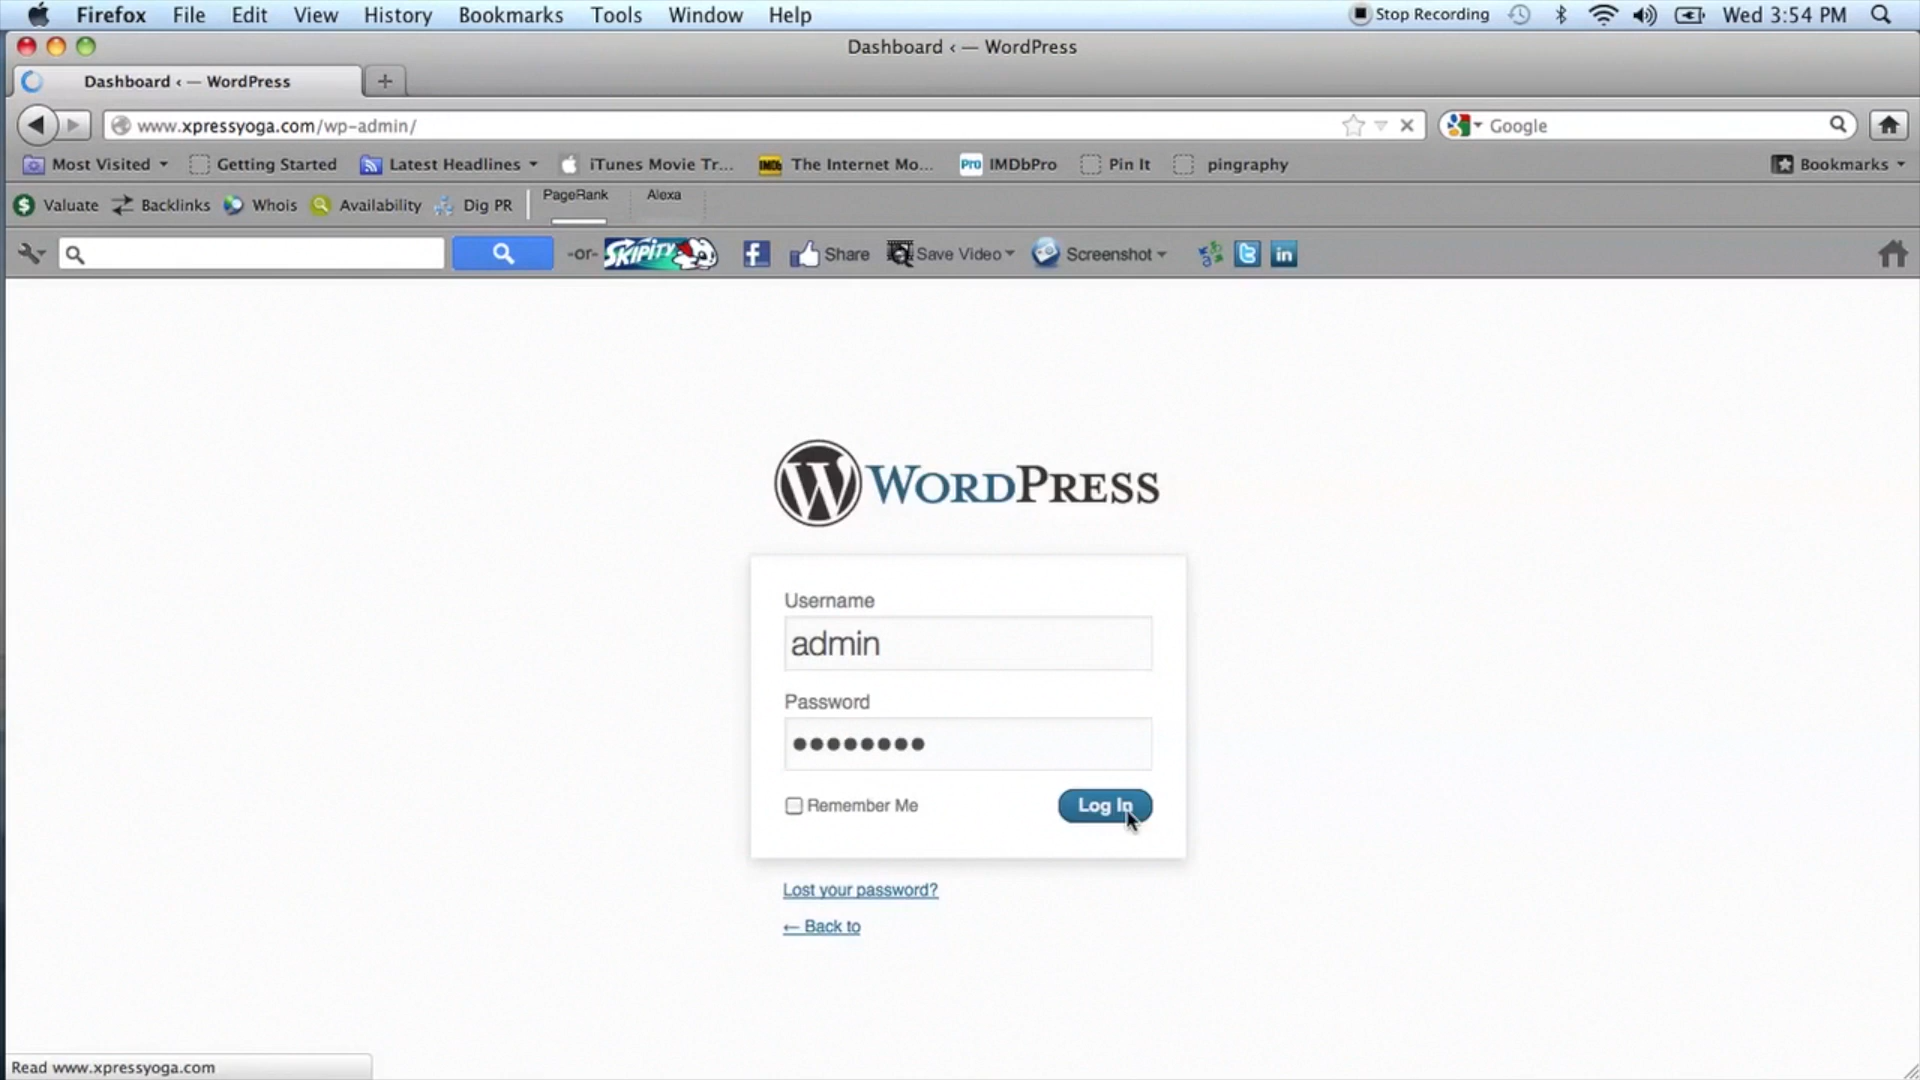 Firefox File Edit View History Bookmarks Tools Window Help Stop Recording Wed 3:54 PM
Dashboard ‹ — WordPress
Dashboard ‹ — WordPress
www.xpressyoga.com/wp-admin/ Google
Most Visited Getting Started Latest Headlines iTunes Movie Tr... IMDb The Internet Mo... Pro IMDbPro Pin It pingraphy Bookmarks
Valuate Backlinks Whois Availability Dig PR PageRank Alexa
-or- SKIPITY Share Save Video Screenshot
WORDPRESS
Username
admin
Password
Remember Me Log In
Lost your password?
← Back to
Read www.xpressyoga.com